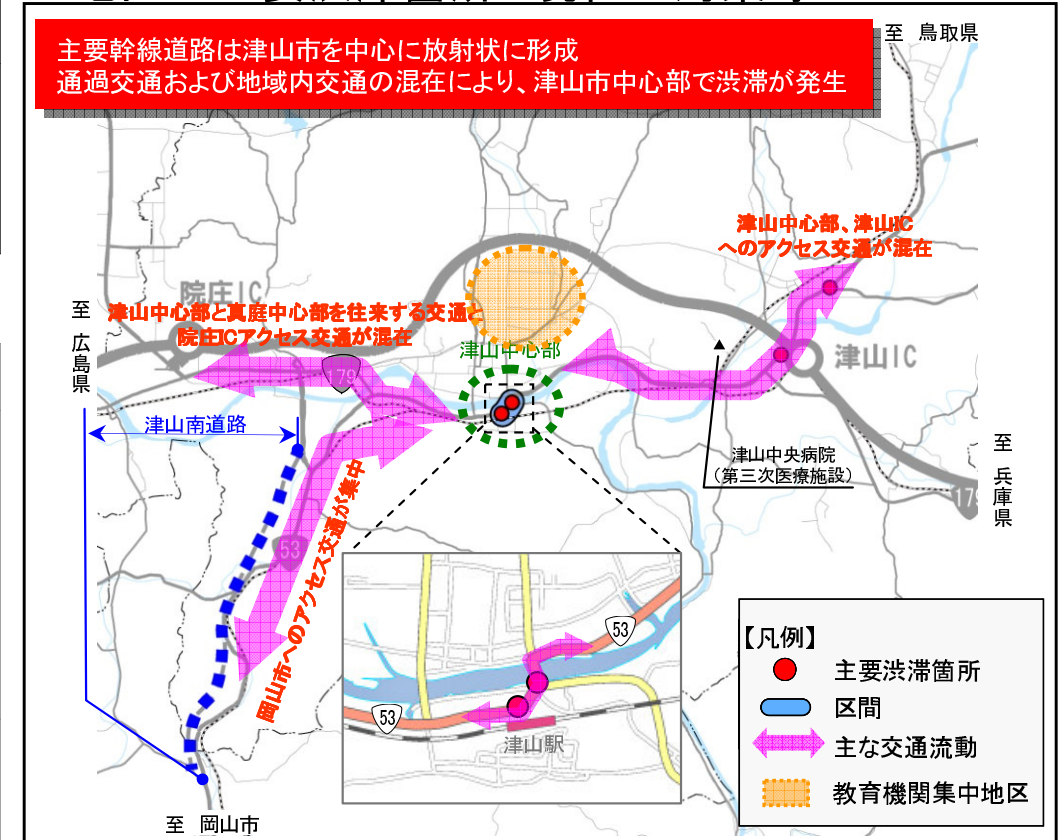 主要幹線道路は津山市を中心に放射状に形成
通過交通および地域内交通の混在により、津山市中心部で渋滞が発生
至 鳥取県
津山中心部、津山IC
へのアクセス交通が混在
院庄IC
津山中心部と真庭中心部を往来する交通と
院庄ICアクセス交通が混在
至 広島県
179
津山中心部
津山IC
津山南道路
津山中央病院
（第三次医療施設）
至 兵庫県
179
53
岡山市へのアクセス交通が集中
53
53
津山駅
至 岡山市
【凡例】
主要渋滞箇所
区間
主な交通流動
教育機関集中地区